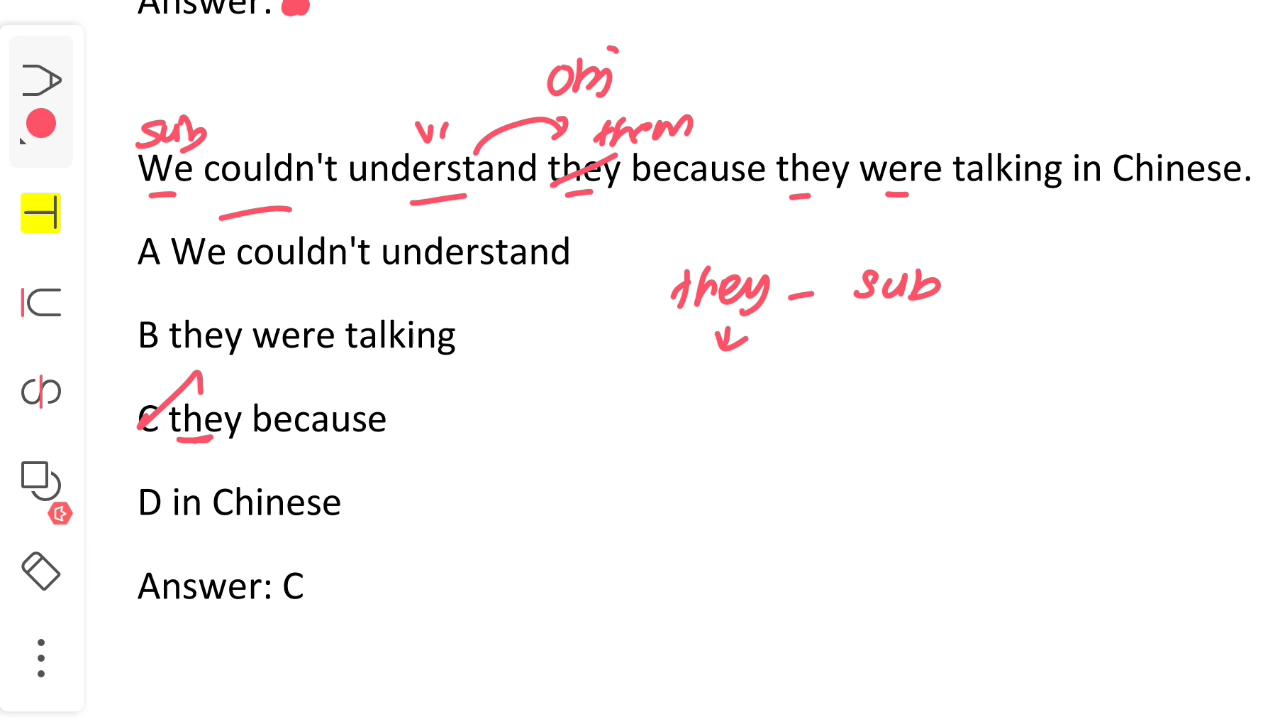 Answer:
obj
sub v1 them
We couldn't understand they because they were talking in Chinese.
A We couldn't understand
they - sub
B they were talking
C they because
D in Chinese
Answer: C